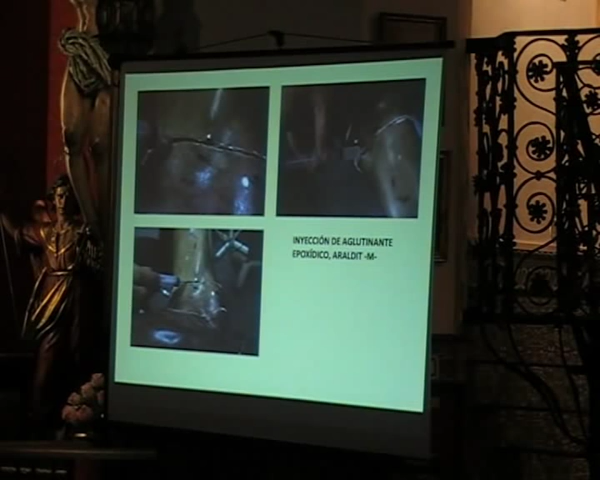 INYECCIÓN DE AGLUTINANTE
EPOXÍDICO, ARALDIT -M-